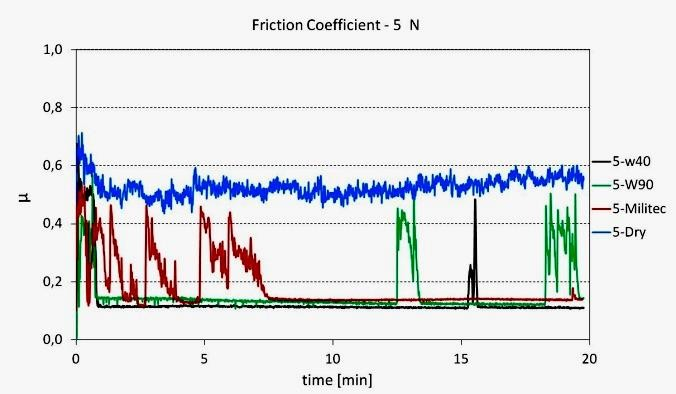 Friction Coefficient - 5 N
1,0
0,8
0,6
0,4
0,2
0,0
μ
0
5
10
15
20
time [min]
5-w40
5-W90
5-Militec
5-Dry